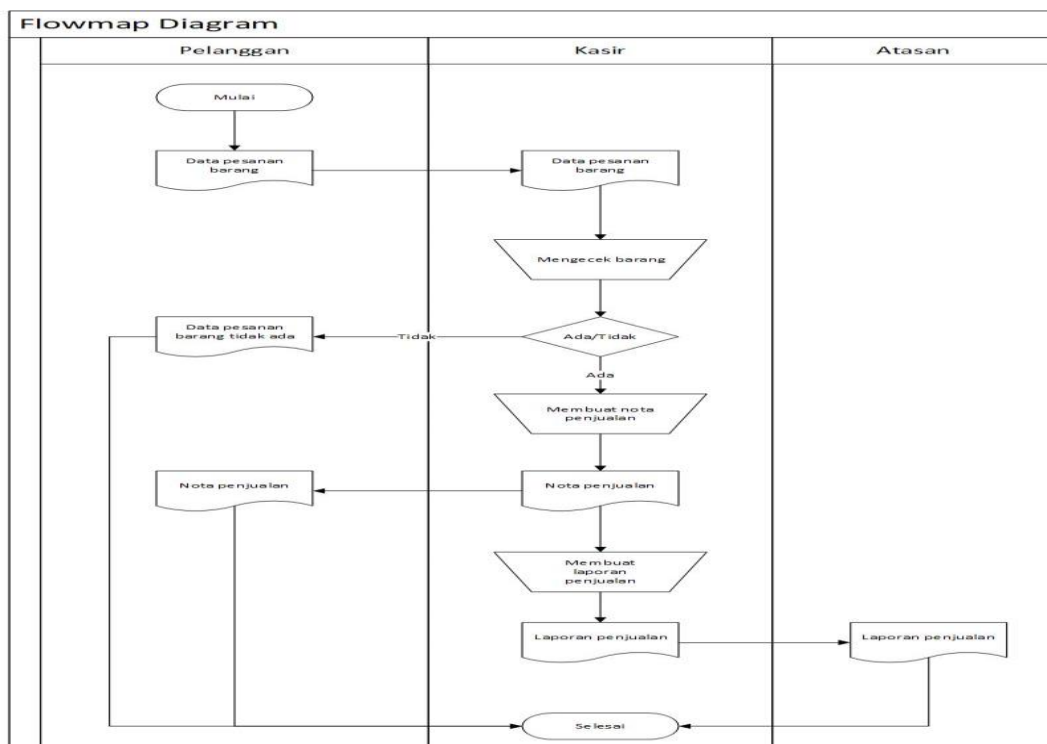 Flowmap Diagram
Pelanggan
Kasir
Atasan
Mulai
Data pesanan
barang
Data pesanan
barang
Mengecek barang
Data pesanan
barang tidak ada
Tidak
Ada/Tidak
Ada
Membuat nota
penjualan
Nota penjualan
Nota penjualan
Membuat
laporan
penjualan
Laporan penjualan
Laporan penjualan
Selesai